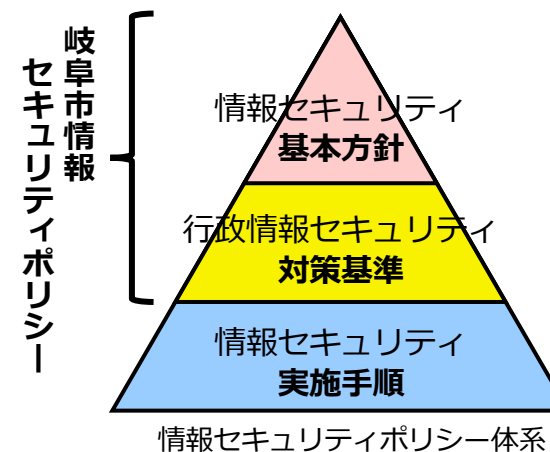 岐阜市情報
セキュリティポリシー
情報セキュリティ
基本方針
行政情報セキュリティ
対策基準
情報セキュリティ
実施手順
情報セキュリティポリシー体系